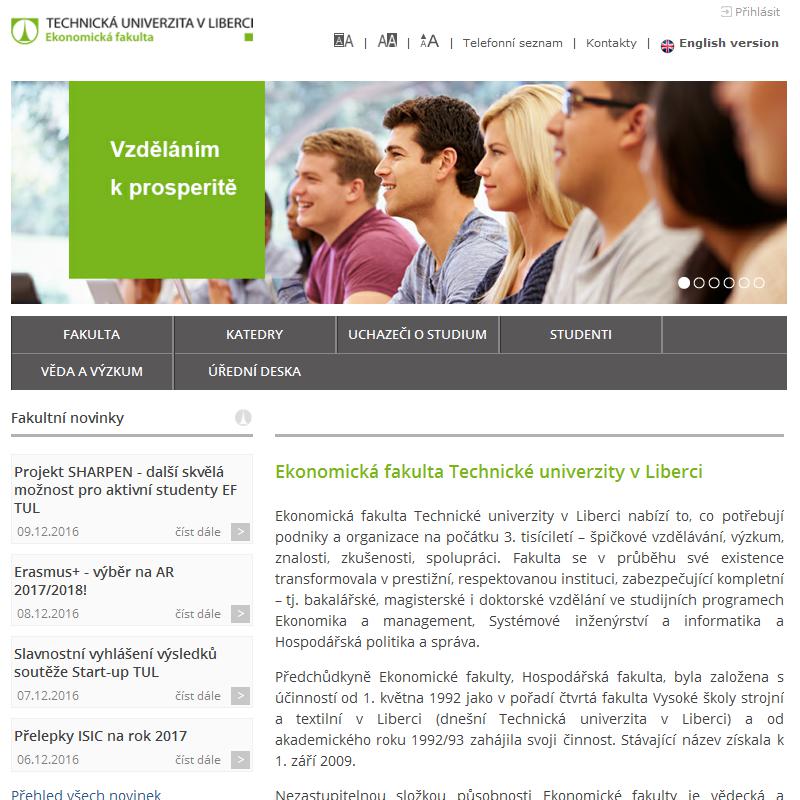 Přihlásit
TECHNICKÁ UNIVERZITA V LIBERCI
Ekonomická fakulta
AA | AA | AAA | Telefonní seznam | Kontakty | English version
Vzděláním
k prosperitě
FAKULTA KATEDRY UCHAZEČI O STUDIUM STUDENTI
VĚDA A VÝZKUM ÚŘEDNÍ DESKA
Fakultní novinky
Projekt SHARPEN - další skvělá
možnost pro aktivní studenty EF
TUL
09.12.2016 číst dále >
Erasmus+ - výběr na AR
2017/2018!
08.12.2016 číst dále >
Slavnostní vyhlášení výsledků
soutěže Start-up TUL
07.12.2016 číst dále >
Přelepky ISIC na rok 2017
06.12.2016 číst dále >
Přehled všech novinek
Ekonomická fakulta Technické univerzity v Liberci
Ekonomická fakulta Technické univerzity v Liberci nabízí to, co potřebují
podniky a organizace na počátku 3. tisíciletí – špičkové vzdělávání, výzkum,
znalosti, zkušenosti, spolupráci. Fakulta se v průběhu své existence
transformovala v prestižní, respektovanou instituci, zabezpečující kompletní
– tj. bakalářské, magisterské i doktorské vzdělání ve studijních programech
Ekonomika a management, Systémové inženýrství a informatika a
Hospodářská politika a správa.
Předchůdkyně Ekonomické fakulty, Hospodářská fakulta, byla založena s
účinností od 1. května 1992 jako v pořadí čtvrtá fakulta Vysoké školy strojní
a textilní v Liberci (dnešní Technická univerzita v Liberci) a od
akademického roku 1992/93 zahájila svoji činnost. Stávající název získala k
1. září 2009.
Nezastupitelnou složkou působnosti Ekonomické fakulty je vědecká a